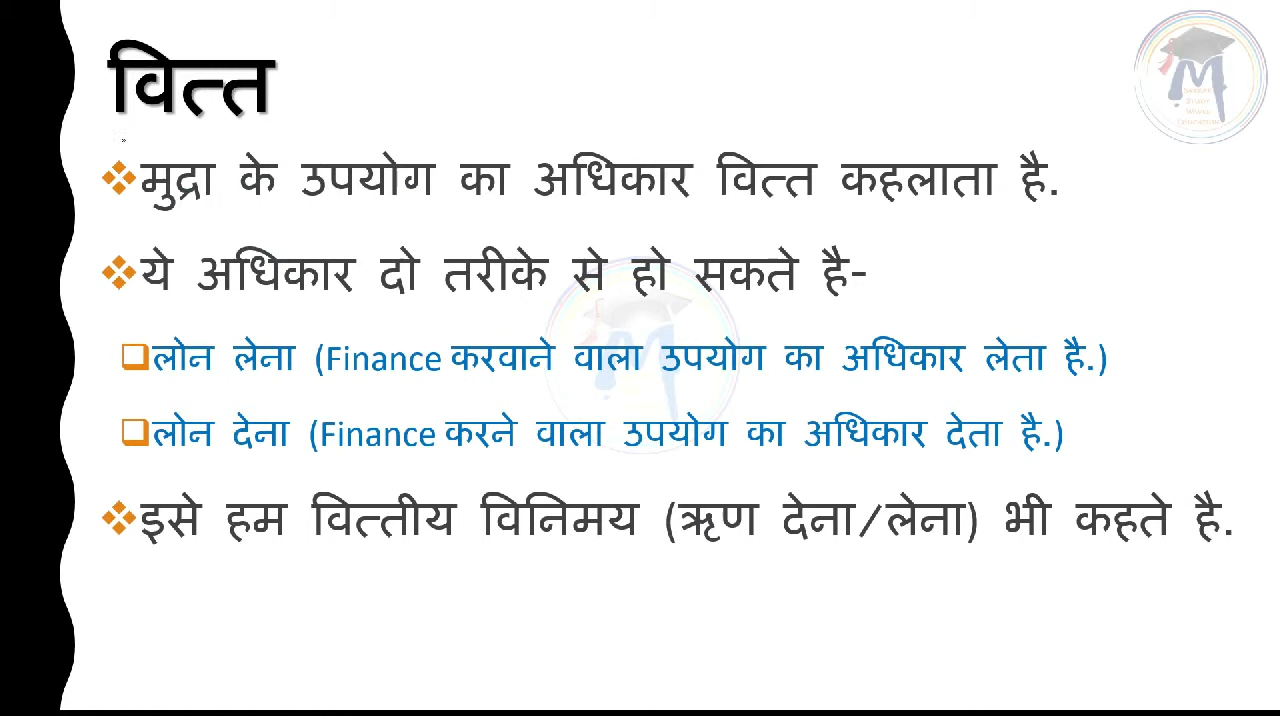 वित्त
»
❖मुद्रा के उपयोग का अधिकार वित्त कहलाता है.
❖ये अधिकार दो तरीके से हो सकते है-
❑लोन लेना (Finance करवाने वाला उपयोग का अधिकार लेता है.)
❑लोन देना (Finance करने वाला उपयोग का अधिकार देता है.)
❖इसे हम वित्तीय विनिमय (ऋण देना/लेना) भी कहते है.